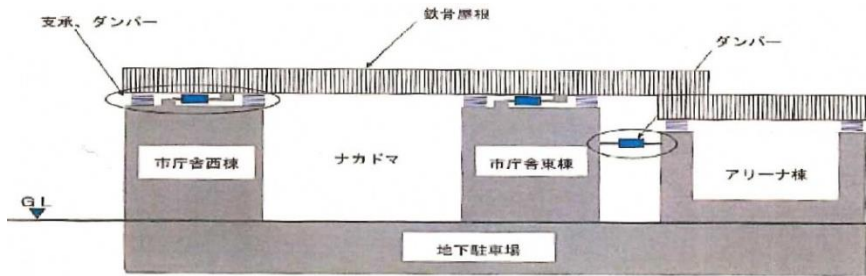 支承、ダンパー
鉄骨屋根
ダンパー
市庁舎西棟
ナカドマ
市庁舎東棟
アリーナ棟
GL
地下駐車場